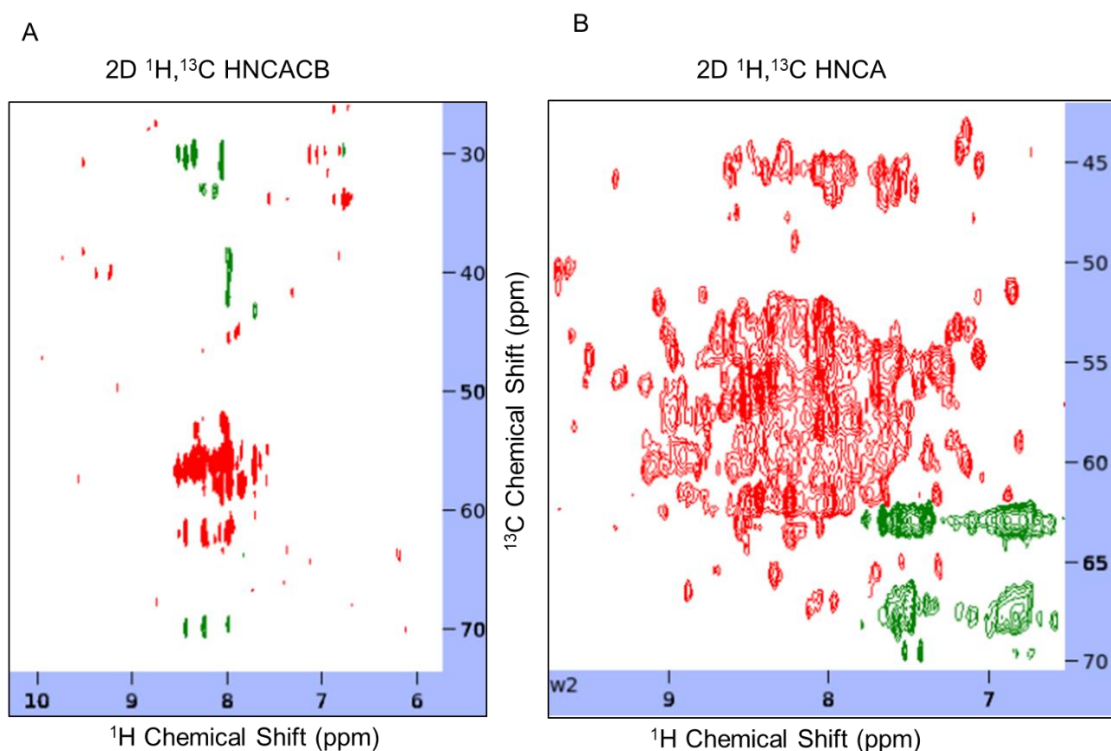 A
2D ¹H,¹³C HNCACB
30
40
50
60
70
10 9 8 7 6
¹H Chemical Shift (ppm)
B
2D ¹H,¹³C HNCA
¹³C Chemical Shift (ppm)
45
50
55
60
65
70
w2 9 8 7
¹H Chemical Shift (ppm)